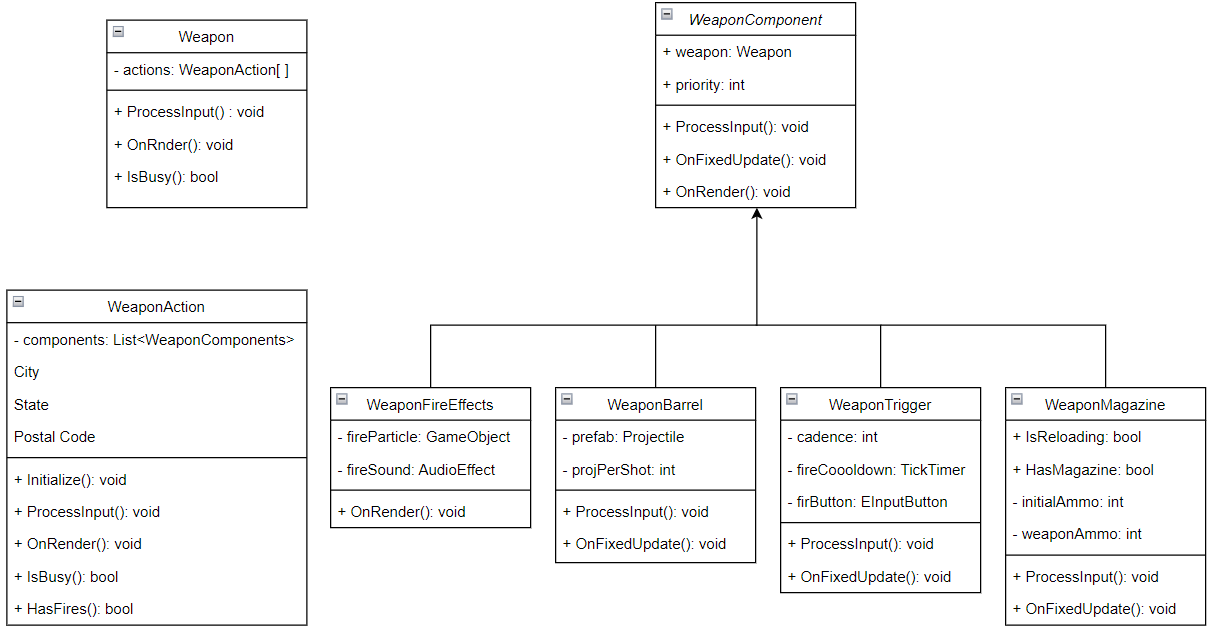 Weapon
- actions: WeaponAction[ ]
+ ProcessInput() : void
+ OnRnder(): void
+ IsBusy(): bool
WeaponComponent
+ weapon: Weapon
+ priority: int
+ ProcessInput(): void
+ OnFixedUpdate(): void
+ OnRender(): void
WeaponAction
- components: List<WeaponComponents>
City
State
Postal Code
+ Initialize(): void
+ ProcessInput(): void
+ OnRender(): void
+ IsBusy(): bool
+ HasFires(): bool
WeaponFireEffects
- fireParticle: GameObject
- fireSound: AudioEffect
+ OnRender(): void
WeaponBarrel
- prefab: Projectile
- projPerShot: int
+ ProcessInput(): void
+ OnFixedUpdate(): void
WeaponTrigger
- cadence: int
- fireCoooldown: TickTimer
- firButton: EInputButton
+ ProcessInput(): void
+ OnFixedUpdate(): void
WeaponMagazine
+ IsReloading: bool
+ HasMagazine: bool
- initialAmmo: int
- weaponAmmo: int
+ ProcessInput(): void
+ OnFixedUpdate(): void